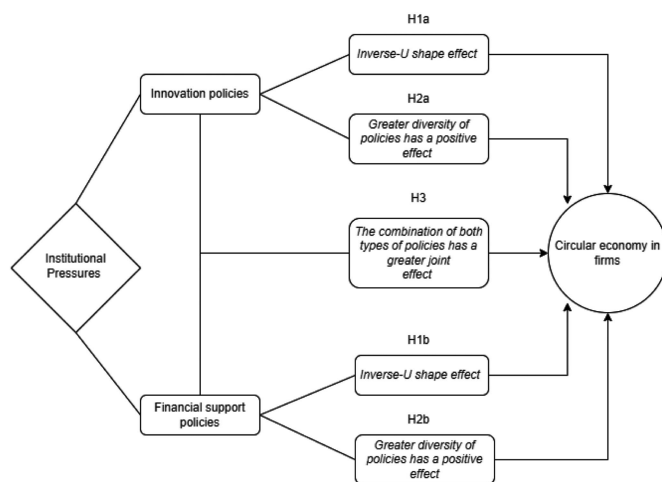 H1a
Inverse-U shape effect
Innovation policies
H2a
Greater diversity of
policies has a positive
effect
H3
Institutional
Pressures
The combination of both
types of policies has a
greater joint
effect
Circular economy in
firms
H1b
Inverse-U shape effect
Financial support
policies
H2b
Greater diversity of
policies has a positive
effect